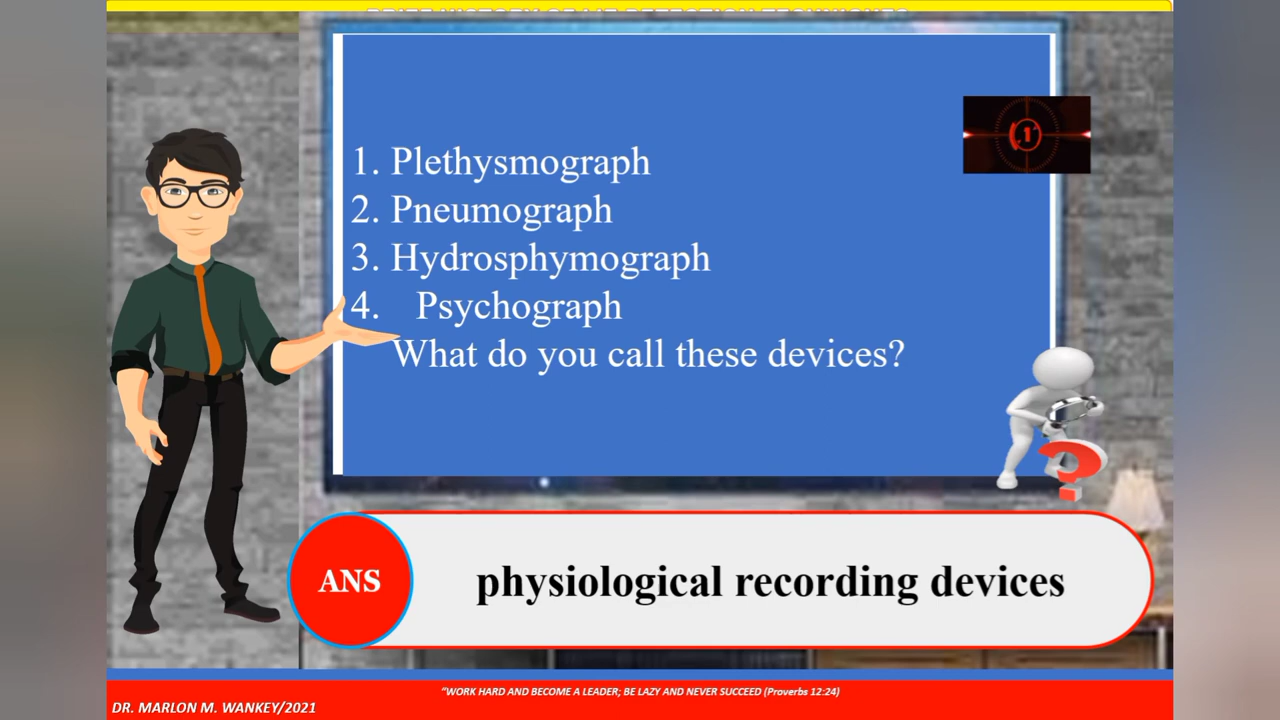 1. Plethysmograph
2. Pneumograph
3. Hydrosphymograph
4. Psychograph
What do you call these devices?
1
ANS
physiological recording devices
"WORK HARD AND BECOME A LEADER; BE LAZY AND NEVER SUCCEED (Proverbs 12:24)
DR. MARLON M. WANKEY/2021